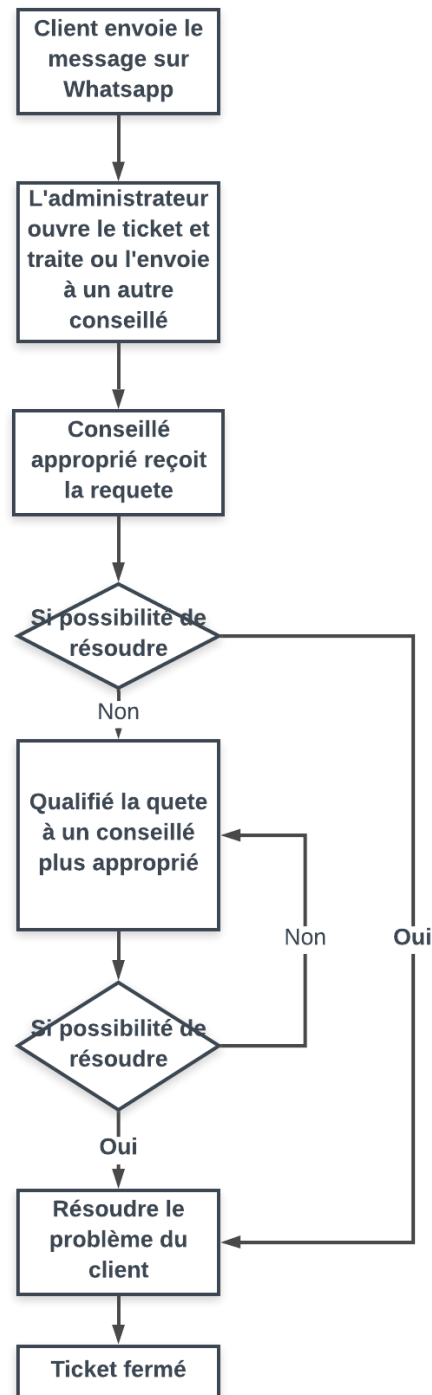 Client envoie le
message sur
Whatsapp
L'administrateur
ouvre le ticket et
traite ou l'envoie
à un autre
conseillé
Conseillé
approprié reçoit
la requete
Si possibilité de
résoudre
Non
Qualifié la quete
à un conseillé
plus approprié
Non
Oui
Si possibilité de
résoudre
Oui
Résoudre le
problème du
client
Ticket fermé